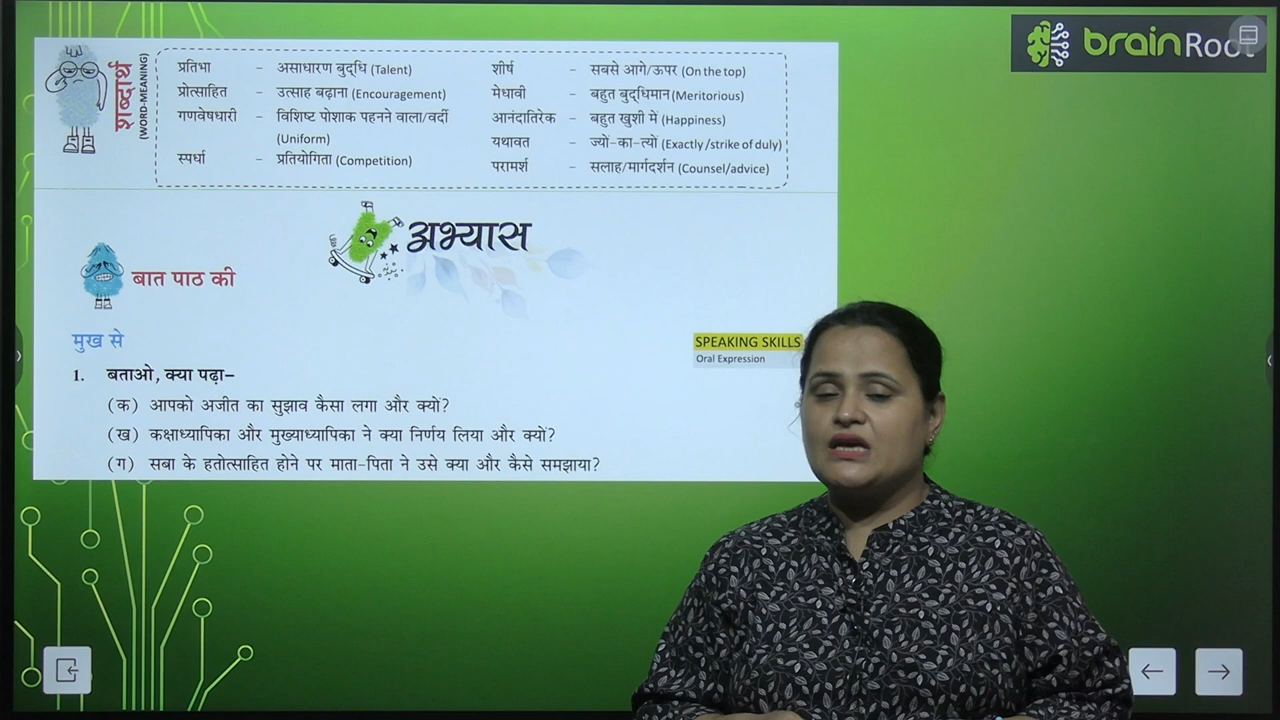 brainRoot
शब्दार्थ
(WORD-MEANING)
प्रतिभा – असाधारण बुद्धि (Talent)
प्रोत्साहित – उत्साह बढ़ाना (Encouragement)
गणवेषधारी – विशिष्ट पोशाक पहनने वाला/वर्दी
(Uniform)
स्पर्धा – प्रतियोगिता (Competition)
शीर्ष – सबसे आगे/ऊपर (On the top)
मेधावी – बहुत बुद्धिमान (Meritorious)
आनंदातिरेक – बहुत खुशी में (Happiness)
यथावत – ज्यों-का-त्यों (Exactly/strike of duly)
परामर्श – सलाह/मार्गदर्शन (Counsel/advice)
अभ्यास
बात पाठ की
मुख से
SPEAKING SKILLS
Oral Expression
1. बताओ, क्या पढ़ा–
(क) आपको अजीत का सुझाव कैसा लगा और क्यों?
(ख) कक्षाध्यापिका और मुख्याध्यापिका ने क्या निर्णय लिया और क्यों?
(ग) सबा के हतोत्साहित होने पर माता-पिता ने उसे क्या और कैसे समझाया?